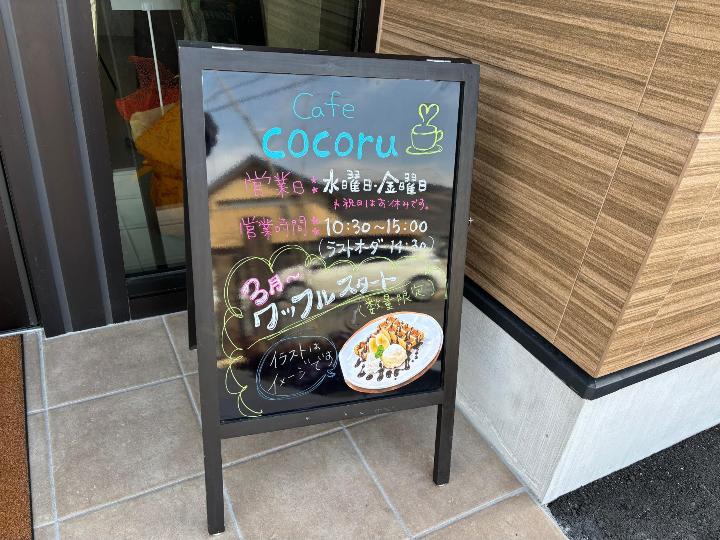 Cafe
cocoru
営業日 : 水曜日・金曜日
*祝日はお休みです。
営業時間 : 10:30～15:00
(ラストオーダー14:30)
3月～
ワッフルスタート
(数量限定)
イラストは
イメージです